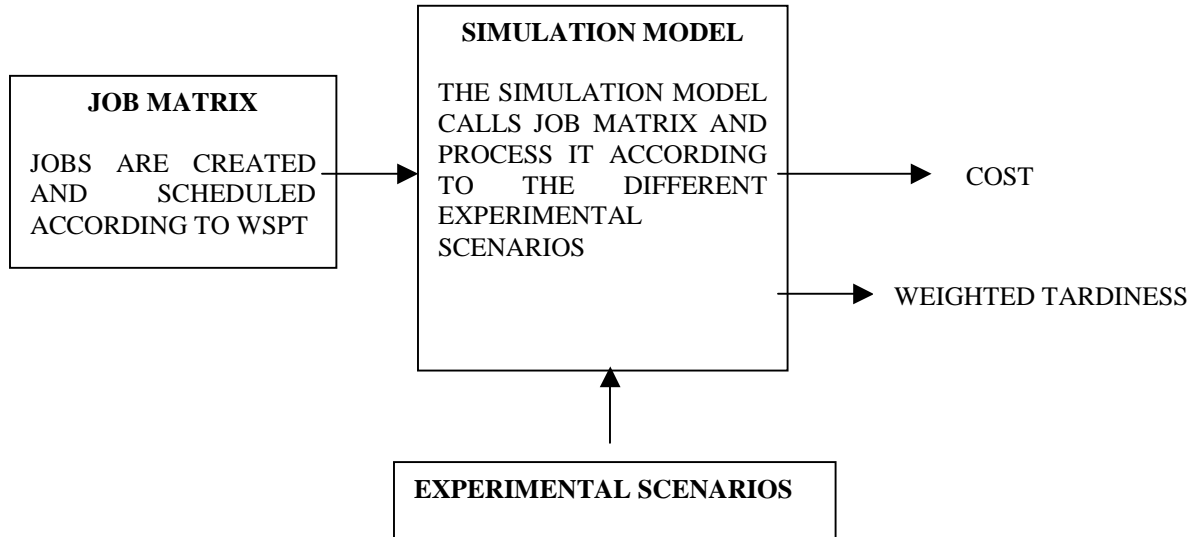 JOB MATRIX
JOBS ARE CREATED
AND SCHEDULED
ACCORDING TO WSPT
SIMULATION MODEL
THE SIMULATION MODEL
CALLS JOB MATRIX AND
PROCESS IT ACCORDING
TO THE DIFFERENT
EXPERIMENTAL
SCENARIOS
COST
WEIGHTED TARDINESS
EXPERIMENTAL SCENARIOS